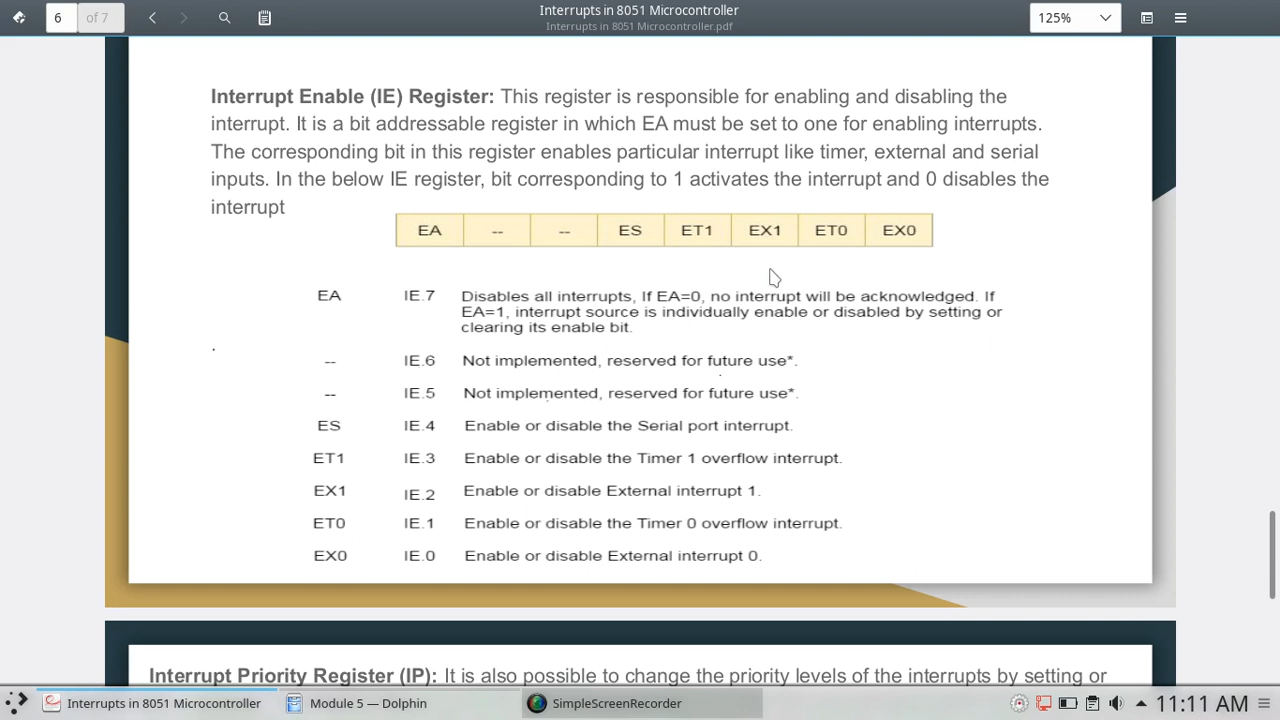 Interrupts in 8051 Microcontroller
6 of 7 Interrupts in 8051 Microcontroller.pdf 125%
Interrupt Enable (IE) Register: This register is responsible for enabling and disabling the
interrupt. It is a bit addressable register in which EA must be set to one for enabling interrupts.
The corresponding bit in this register enables particular interrupt like timer, external and serial
inputs. In the below IE register, bit corresponding to 1 activates the interrupt and 0 disables the
interrupt
EA -- -- ES ET1 EX1 ET0 EX0
EA IE.7 Disables all interrupts, If EA=0, no interrupt will be acknowledged. If
EA=1, interrupt source is individually enable or disabled by setting or
clearing its enable bit.
-- IE.6 Not implemented, reserved for future use*.
-- IE.5 Not implemented, reserved for future use*.
ES IE.4 Enable or disable the Serial port interrupt.
ET1 IE.3 Enable or disable the Timer 1 overflow interrupt.
EX1 IE.2 Enable or disable External interrupt 1.
ET0 IE.1 Enable or disable the Timer 0 overflow interrupt.
EX0 IE.0 Enable or disable External interrupt 0.
Interrupt Priority Register (IP): It is also possible to change the priority levels of the interrupts by setting or
Interrupts in 8051 Microcontroller Module 5 — Dolphin SimpleScreenRecorder 11:11 AM